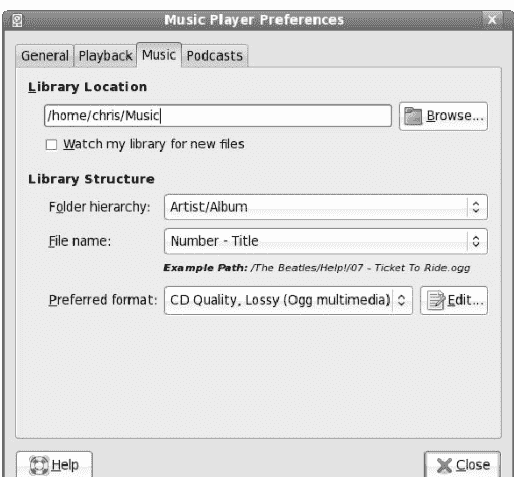 Music Player Preferences
General Playback Music Podcasts
Library Location
/home/chris/Music
Browse...
Watch my library for new files
Library Structure
Folder hierarchy: Artist/Album
File name: Number - Title
Example Path: /The Beatles/Help!/07 - Ticket To Ride.ogg
Preferred format: CD Quality, Lossy (Ogg multimedia) Edit...
Help Close